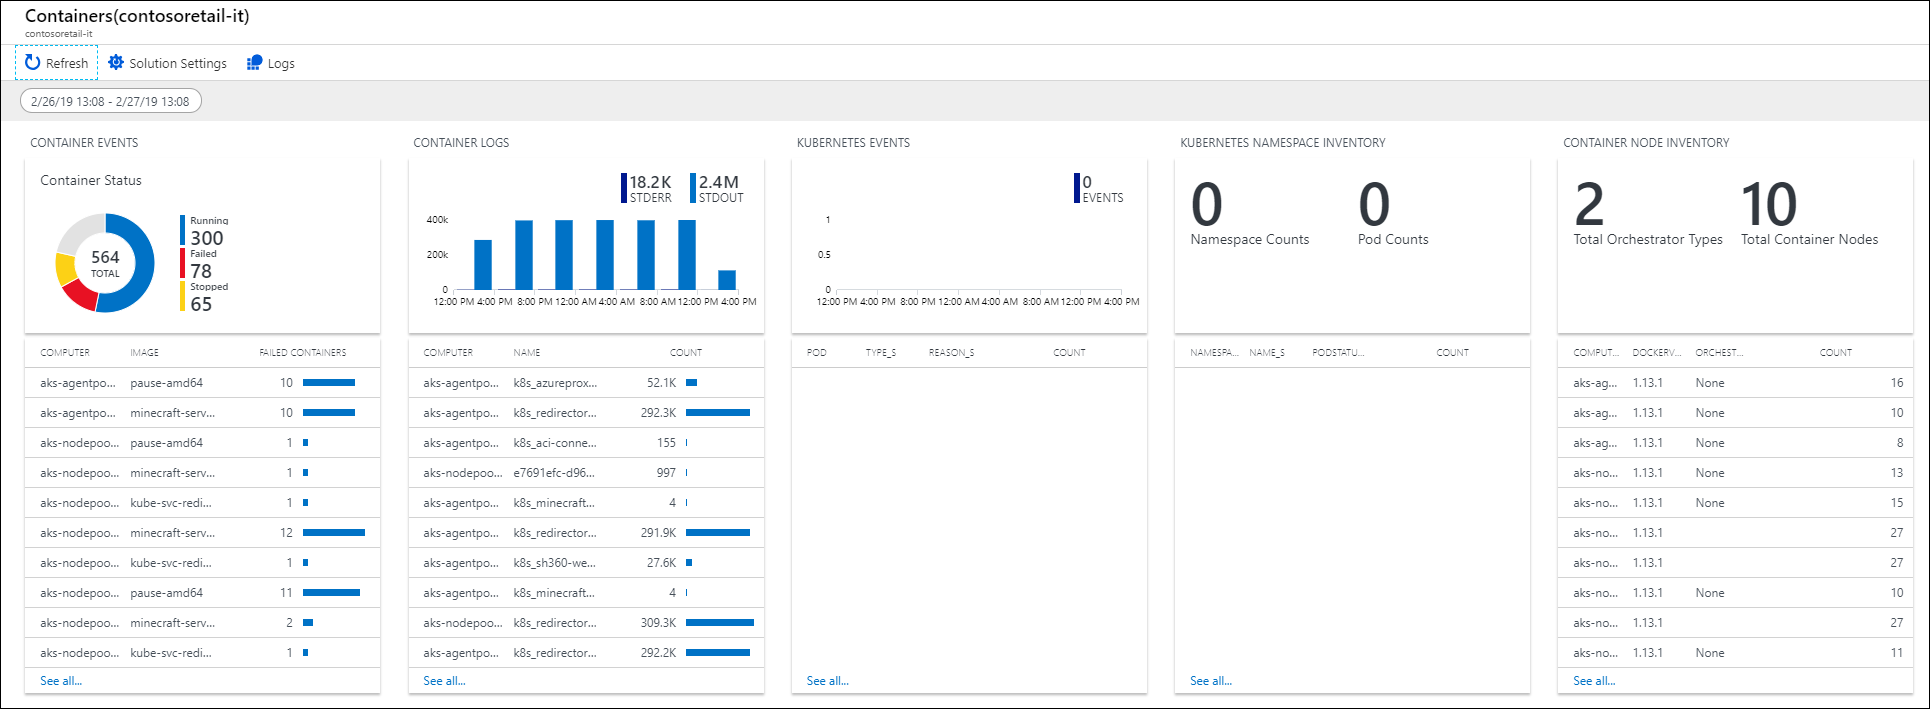 Containers(contosoretail-it)
contosoretail-it
Refresh Solution Settings Logs
2/26/19 13:08 - 2/27/19 13:08
CONTAINER EVENTS
Container Status
564
TOTAL
Running
300
Failed
78
Stopped
65
COMPUTER IMAGE FAILED CONTAINERS
aks-agentpo... pause-amd64 10
aks-agentpo... minecraft-serv... 10
aks-nodepoo... pause-amd64 1
aks-nodepoo... minecraft-serv... 1
aks-nodepoo... kube-svc-redi... 1
aks-nodepoo... minecraft-serv... 12
aks-nodepoo... kube-svc-redi... 1
aks-nodepoo... pause-amd64 11
aks-nodepoo... minecraft-serv... 2
aks-nodepoo... kube-svc-redi... 1
See all...
CONTAINER LOGS
18.2K STDERR
2.4M STDOUT
400k
200k
0
12:00 PM 4:00 PM 8:00 PM 12:00 AM 4:00 AM 8:00 AM 12:00 PM 4:00 PM
COMPUTER NAME COUNT
aks-agentpo... k8s_azureprox... 52.1K
aks-agentpo... k8s_redirector... 292.3K
aks-agentpo... k8s_aci-conne... 155
aks-nodepoo... e7691efc-d96... 997
aks-agentpo... k8s_minecraft... 4
aks-agentpo... k8s_redirector... 291.9K
aks-agentpo... k8s_sh360-we... 27.6K
aks-agentpo... k8s_minecraft... 4
aks-nodepoo... k8s_redirector... 309.3K
aks-agentpo... k8s_redirector... 292.2K
See all...
KUBERNETES EVENTS
0
EVENTS
1
0.5
0
12:00 PM 4:00 PM 8:00 PM 12:00 AM 4:00 AM 8:00 AM 12:00 PM 4:00 PM
POD TYPE_S REASON_S COUNT
See all...
KUBERNETES NAMESPACE INVENTORY
0 0
Namespace Counts Pod Counts
NAMESPA... NAME_S PODSTATU... COUNT
See all...
CONTAINER NODE INVENTORY
2 10
Total Orchestrator Types Total Container Nodes
COMPUT... DOCKERV... ORCHEST... COUNT
aks-ag... 1.13.1 None 16
aks-ag... 1.13.1 None 10
aks-ag... 1.13.1 None 8
aks-no... 1.13.1 None 13
aks-no... 1.13.1 None 15
aks-no... 1.13.1 27
aks-no... 1.13.1 27
aks-no... 1.13.1 None 10
aks-no... 1.13.1 27
aks-no... 1.13.1 None 11
See all...